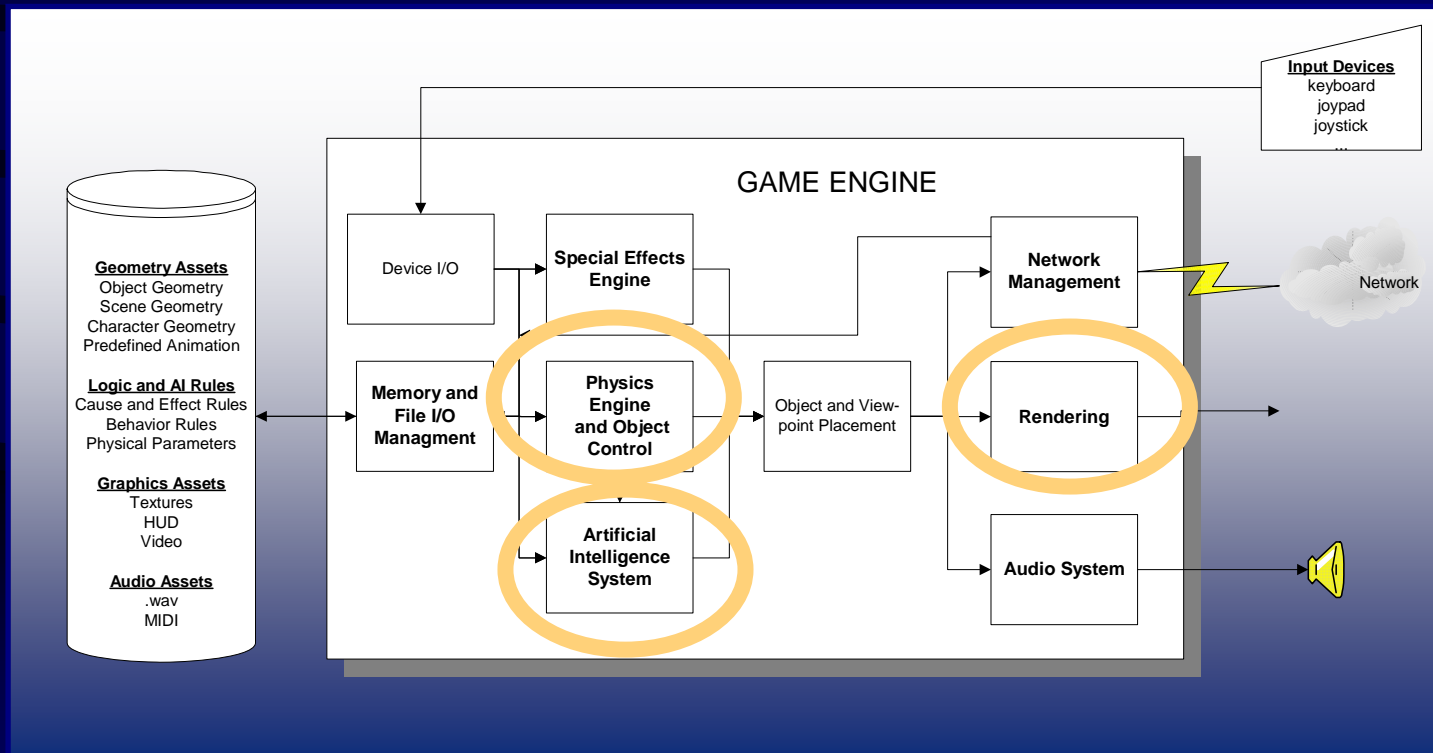 Input Devices
keyboard
joypad
joystick
...
GAME ENGINE
Geometry Assets
Object Geometry
Scene Geometry
Character Geometry
Predefined Animation
Logic and AI Rules
Cause and Effect Rules
Behavior Rules
Physical Parameters
Graphics Assets
Textures
HUD
Video
Audio Assets
.wav
MIDI
Device I/O
Memory and
File I/O
Managment
Special Effects
Engine
Physics
Engine
and Object
Control
Artificial
Intelligence
System
Object and View-
point Placement
Network
Management
Rendering
Audio System
Network